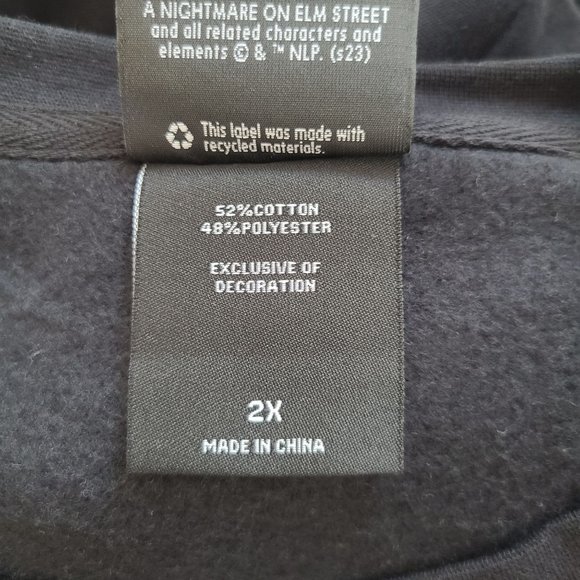 A NIGHTMARE ON ELM STREET
and all related characters and
elements © & ™ NLP. (s23)
This label was made with
recycled materials.
52%COTTON
48%POLYESTER
EXCLUSIVE OF
DECORATION
2X
MADE IN CHINA